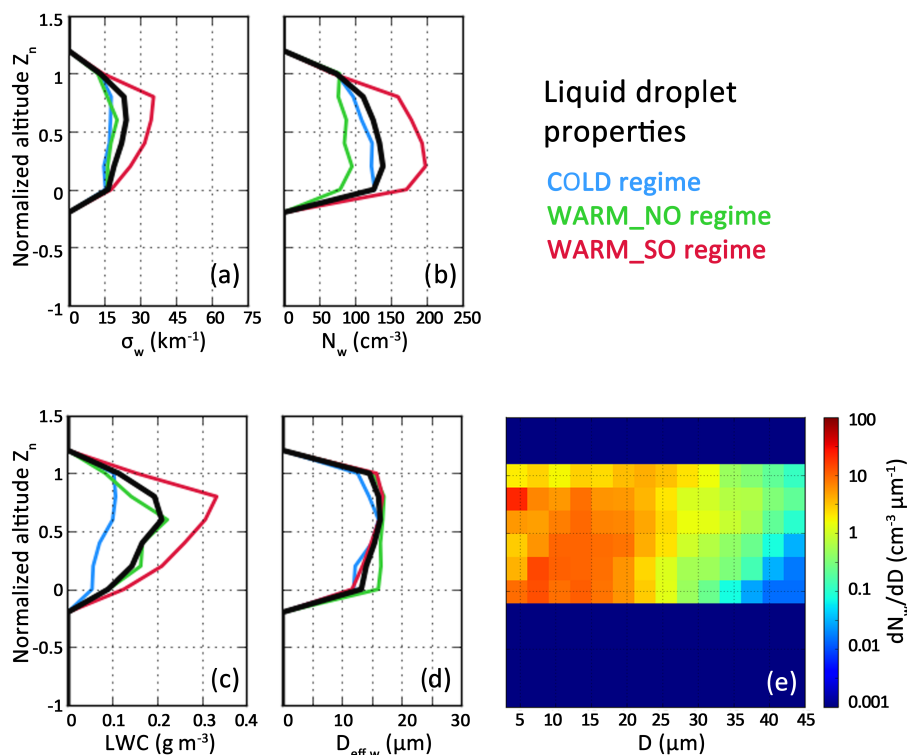 1.5
1
0.5
0
-0.5
-1
Normalized altitude Zn
(a)
0 15 30 45 60 75
σw (km-1)
(b)
0 50 100 150 200 250
Nw (cm-3)
Liquid droplet
properties
COLD regime
WARM_NO regime
WARM_SO regime
1.5
1
0.5
0
-0.5
-1
Normalized altitude Zn
(c)
0 0.1 0.2 0.3 0.4
LWC (g m-3)
(d)
0 10 20 30
Deff,w (μm)
(e)
5 10 15 20 25 30 35 45
D (μm)
100
10
1
0.1
0.01
0.001
dNw/dD (cm-3 μm-1)